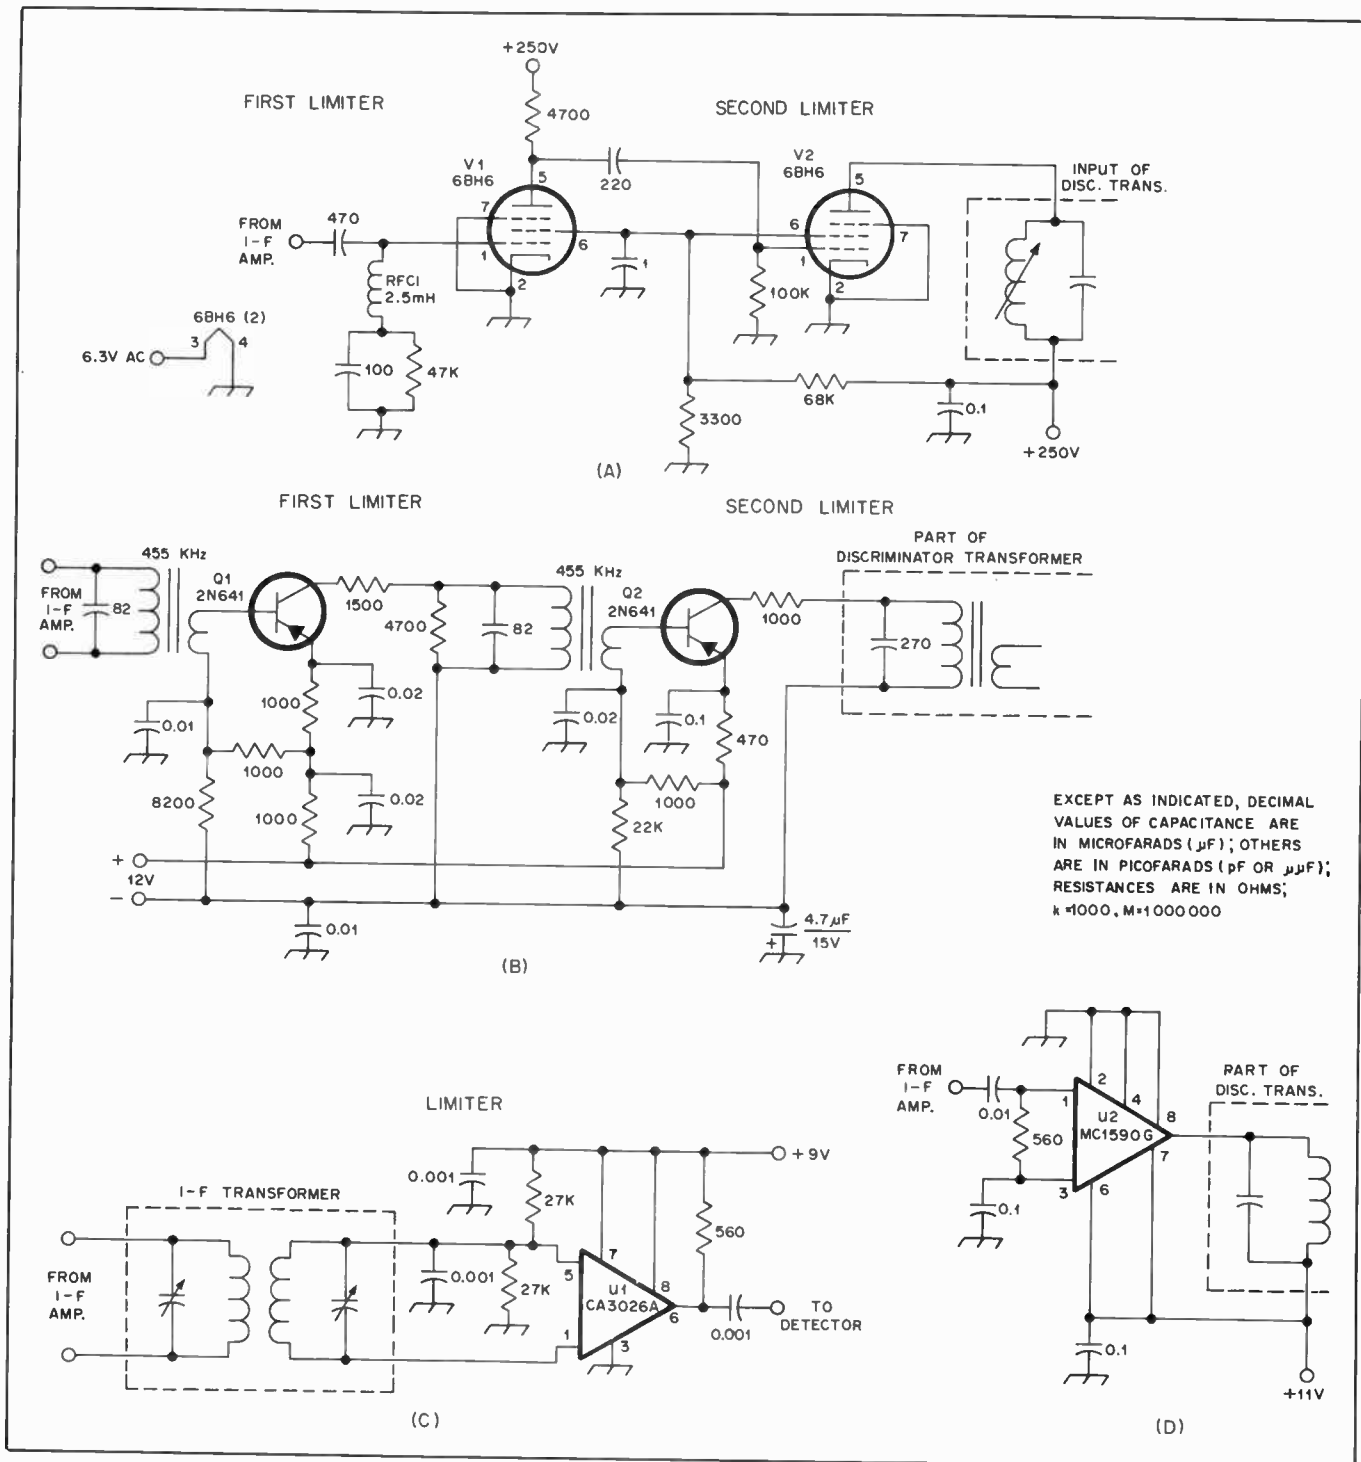 +250V
FIRST LIMITER
4700
SECOND LIMITER
V1
6BH6
5
220
V2
6BH6
5
INPUT OF
DISC. TRANS.
FROM
I-F
AMP.
470
7
1
6
2
6
1
7
2
.1
RFC1
2.5mH
100K
6BH6 (2)
3
4
6.3V AC
100
47K
68K
0.1
3300
+250V
(A)
FIRST LIMITER
SECOND LIMITER
PART OF
DISCRIMINATOR TRANSFORMER
455 KHz
Q1
2N641
455 KHz
Q2
2N641
FROM
I-F
AMP.
82
1500
4700
82
1000
270
0.01
1000
0.02
0.02
0.1
470
1000
8200
0.02
1000
1000
22K
+
12V
-
0.01
4.7µF
15V
+
(B)
EXCEPT AS INDICATED, DECIMAL
VALUES OF CAPACITANCE ARE
IN MICROFARADS (µF); OTHERS
ARE IN PICOFARADS (pF OR µµF);
RESISTANCES ARE IN OHMS;
k=1000, M=1000000
LIMITER
+9V
0.001
27K
560
I-F TRANSFORMER
FROM
I-F
AMP.
0.001
27K
5
7
U1
CA3026A
8
6
1
3
0.001
TO
DETECTOR
(C)
FROM
I-F
AMP.
0.01
560
1
2
4
U2
MC1590G
8
7
3
6
0.1
PART OF
DISC. TRANS.
0.1
+11V
(D)